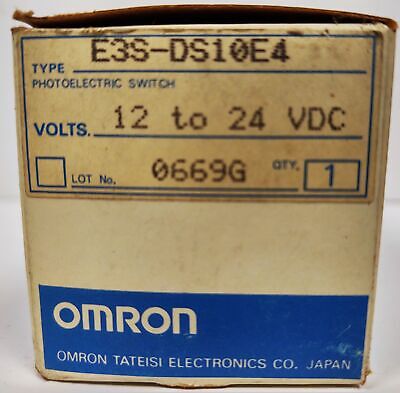 TYPE E3S-DS10E4
PHOTOELECTRIC SWITCH
VOLTS. 12 to 24 VDC
LOT No. 0669G QTY. 1
OMRON
OMRON TATEISI ELECTRONICS CO. JAPAN